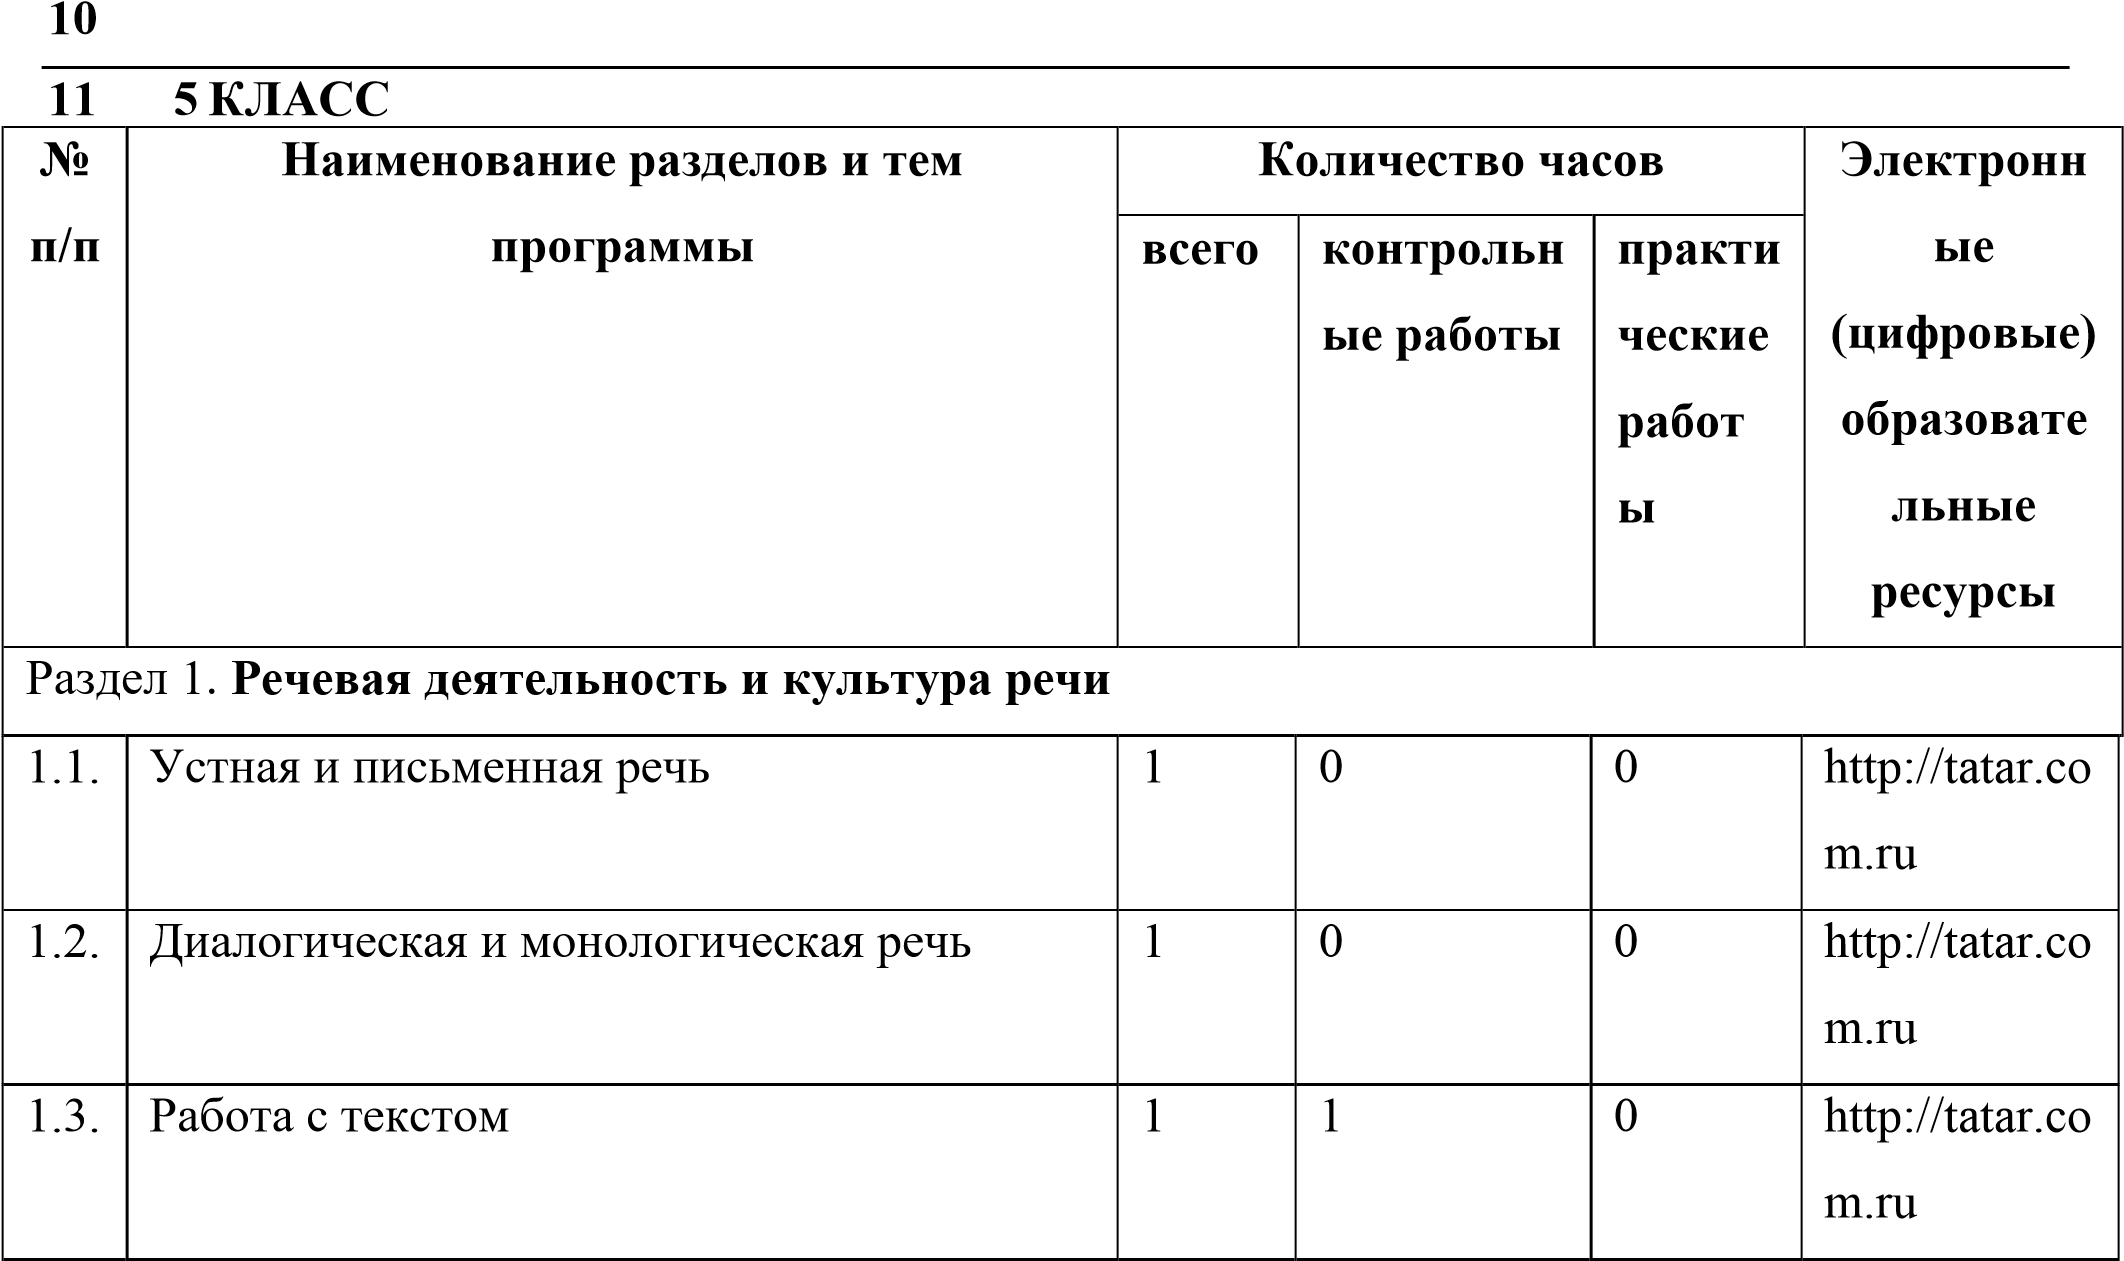 10
11 5 КЛАСС
№ Наименование разделов и тем Количество часов Электронн
п/п программы всего контрольн практи ые
ые работы ческие (цифровые)
работ образовате
ы льные
ресурсы
Раздел 1. Речевая деятельность и культура речи
1.1. Устная и письменная речь 1 0 0 http://tatar.co
m.ru
1.2. Диалогическая и монологическая речь 1 0 0 http://tatar.co
m.ru
1.3. Работа с текстом 1 1 0 http://tatar.co
m.ru